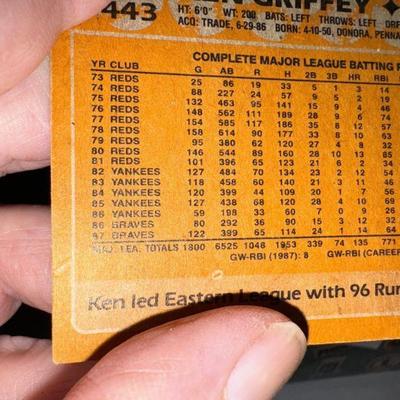 443 GRIFFEY
HT: 6'0" WT: 200 BATS: LEFT THROWS: LEFT
ACQ: TRADE, 6-29-86 BORN: 4-10-50, DONORA, PENNA
COMPLETE MAJOR LEAGUE BATTING
YR CLUB G AB R H 2B 3B HR RBI
73 REDS 25 86 19 33 5 1 3 14
74 REDS 88 227 24 57 9 5 2
75 REDS 132 463 95 141 15 9 4 46
76 REDS 148 562 111 189 28 9 6
77 REDS 154 585 117 186 35 8 12 57
78 REDS 158 614 90 177 33 8 10
79 REDS 95 380 62 120 27 4 8
80 REDS 146 544 89 160 28 10 13 85
81 REDS 101 396 65 123 21 6 2 34
82 YANKEES 127 484 70 134 23 2 12
83 YANKEES 118 458 60 140 21 3 11
84 YANKEES 120 399 44 109 20 1 7 56
85 YANKEES 127 438 68 120 28 4 10
86 YANKEES 59 198 33 60 7 0 9 26
86 BRAVES 80 292 36 90 15 3 12 32
87 BRAVES 122 399 65 114 24 1 14 64
MAJ. LEA. TOTALS 1800 6525 1048 1953 339 74 135 771
GW-RBI (1987): 8 GW-RBI (CAREER
Ken led Eastern League with 96